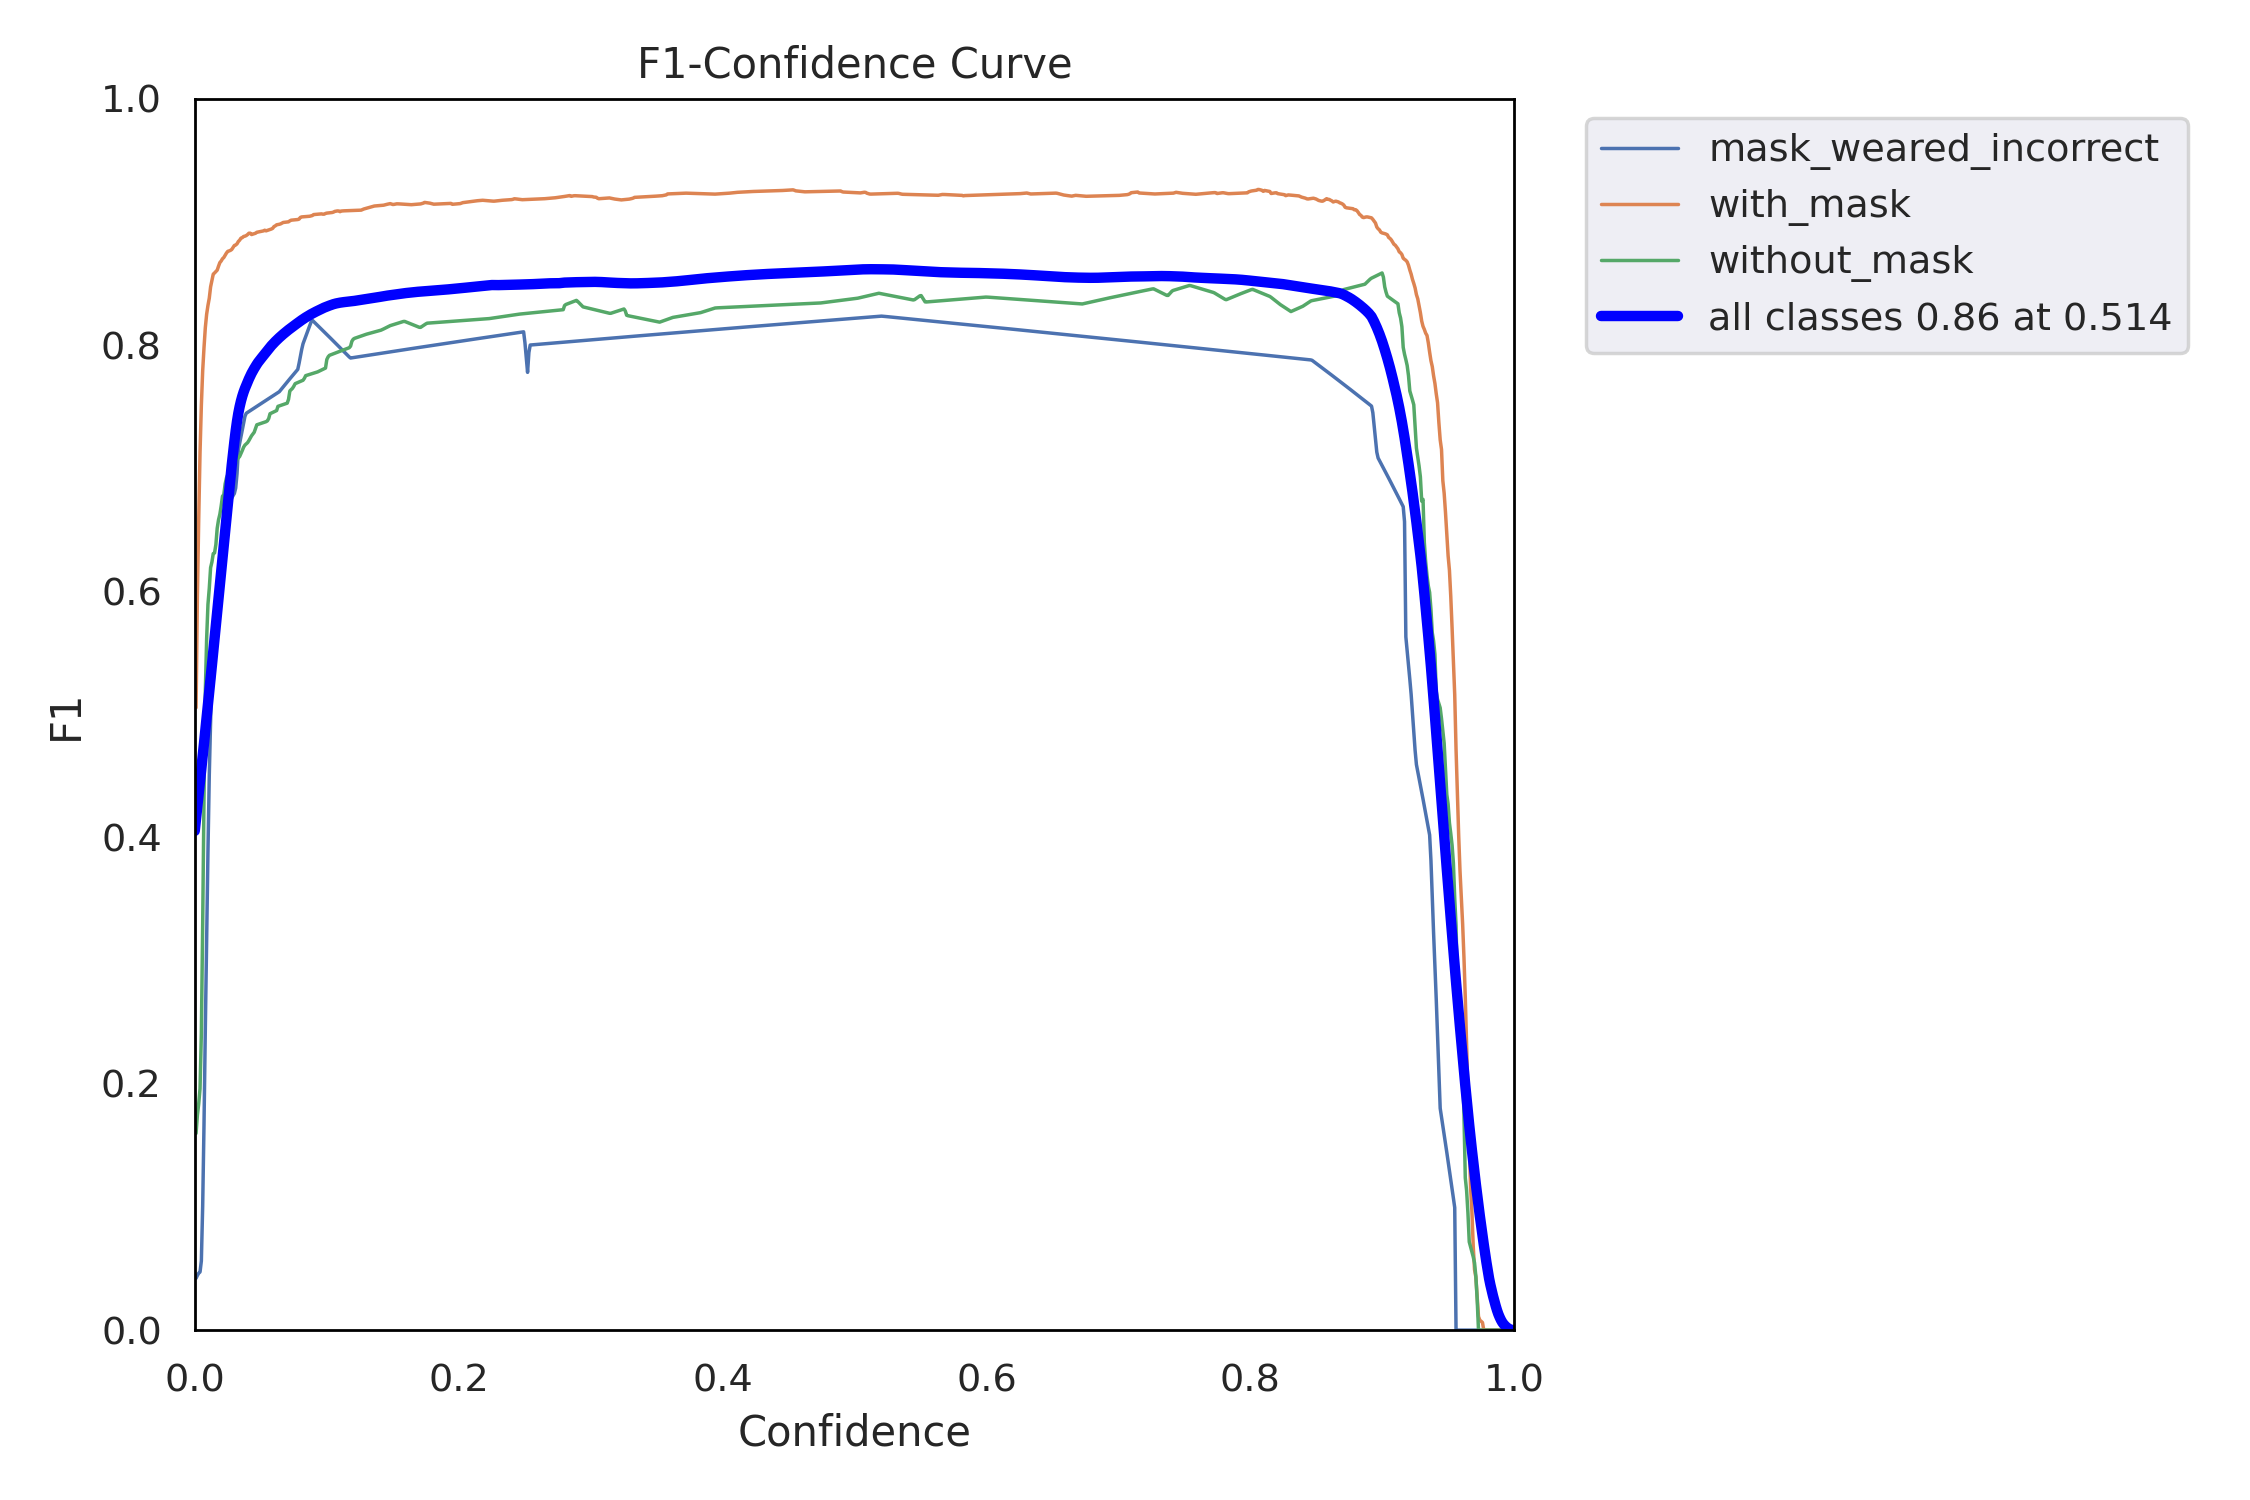 F1-Confidence Curve
1.0
0.8
0.6
0.4
0.2
0.0
F1
0.0 0.2 0.4 0.6 0.8 1.0
Confidence
mask_weared_incorrect
with_mask
without_mask
all classes 0.86 at 0.514